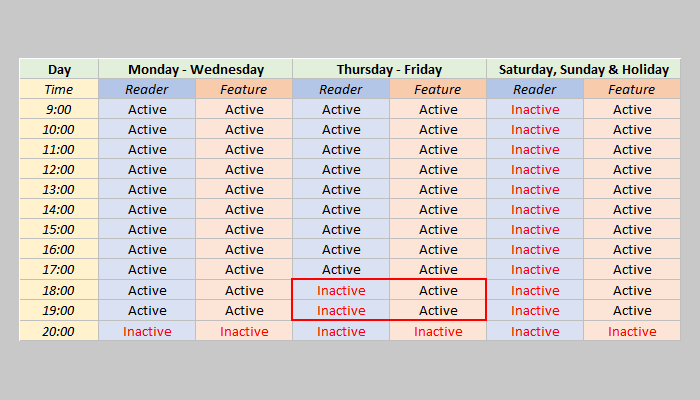 Day Monday - Wednesday Thursday - Friday Saturday, Sunday & Holiday
Time Reader Feature Reader Feature Reader Feature
9:00 Active Active Active Active Inactive Active
10:00 Active Active Active Active Inactive Active
11:00 Active Active Active Active Inactive Active
12:00 Active Active Active Active Inactive Active
13:00 Active Active Active Active Inactive Active
14:00 Active Active Active Active Inactive Active
15:00 Active Active Active Active Inactive Active
16:00 Active Active Active Active Inactive Active
17:00 Active Active Active Active Inactive Active
18:00 Active Active Inactive Active Inactive Active
19:00 Active Active Inactive Active Inactive Active
20:00 Inactive Inactive Inactive Inactive Inactive Inactive